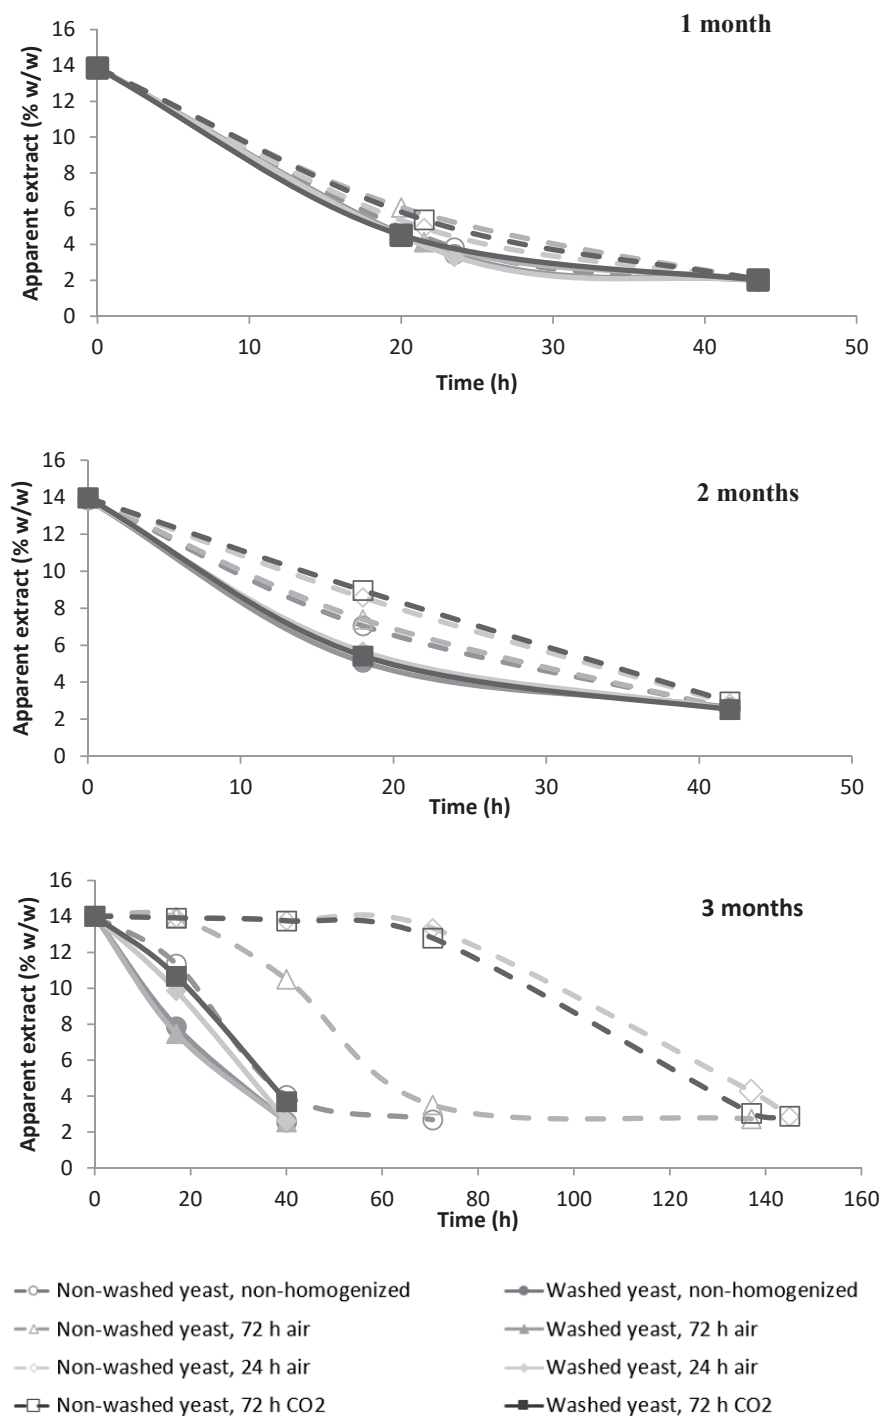 1 month
Apparent extract (% w/w)
16
14
12
10
8
6
4
2
0
0 10 20 30 40 50
Time (h)
2 months
Apparent extract (% w/w)
16
14
12
10
8
6
4
2
0
0 10 20 30 40 50
Time (h)
3 months
Apparent extract (% w/w)
16
14
12
10
8
6
4
2
0
0 20 40 60 80 100 120 140 160
Time (h)
Non-washed yeast, non-homogenized
Washed yeast, non-homogenized
Non-washed yeast, 72 h air
Washed yeast, 72 h air
Non-washed yeast, 24 h air
Washed yeast, 24 h air
Non-washed yeast, 72 h CO2
Washed yeast, 72 h CO2